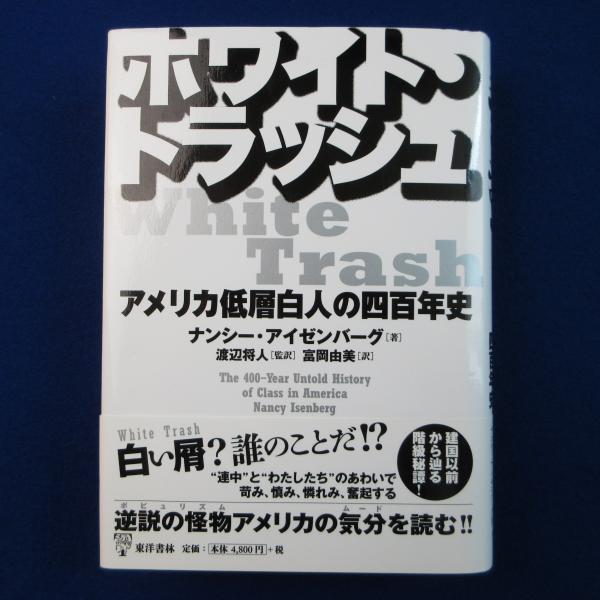 ホワイト・
トラッシュ
White
Trash
アメリカ低層白人の四百年史
ナンシー・アイゼンバーグ[著]
渡辺将人[監訳] 富岡由美[訳]
The 400-Year Untold History
of Class in America
Nancy Isenberg
White Trash
白い屑?誰のことだ!?
建国以前
から辿る
階級秘譚!
“連中”と“わたしたち”のあわいで
苛み、慎み、憐れみ、奮起する
ポピュリズム ムード
逆説の怪物アメリカの気分を読む!!
東洋書林 定価:本体 4,800円+税